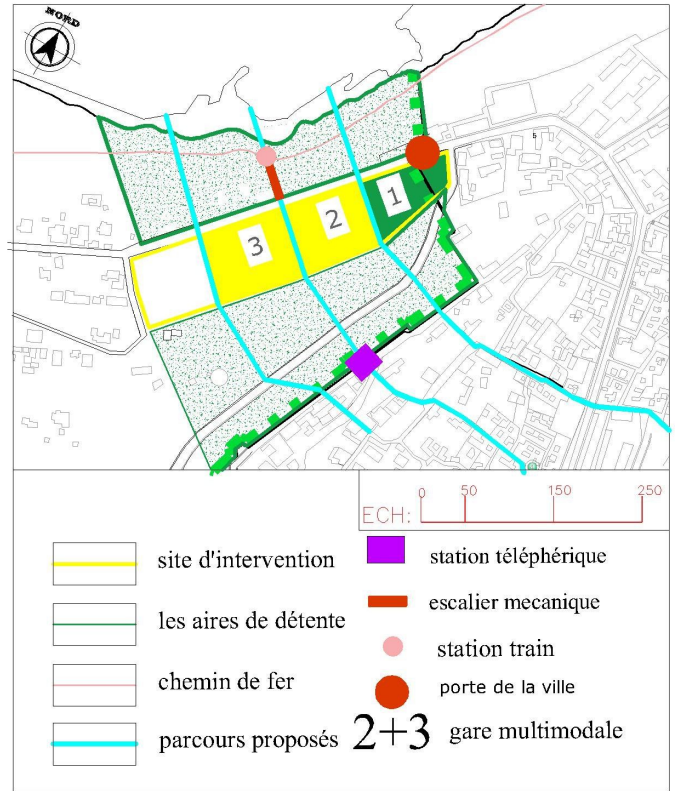 NORD
1
2
3
0 50 150 250
ECH:
site d'intervention
les aires de détente
chemin de fer
parcours proposés
station téléphérique
escalier mecanique
station train
porte de la ville
2+3 gare multimodale